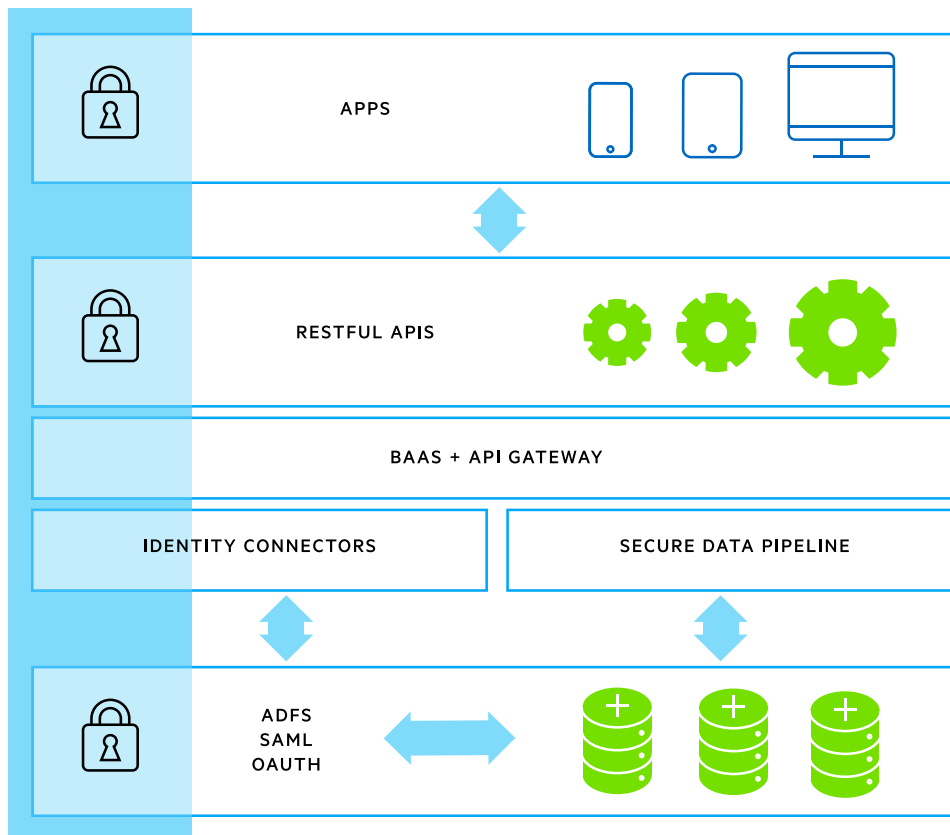 APPS
RESTFUL APIS
BAAS + API GATEWAY
IDENTITY CONNECTORS
SECURE DATA PIPELINE
ADFS
SAML
OAUTH